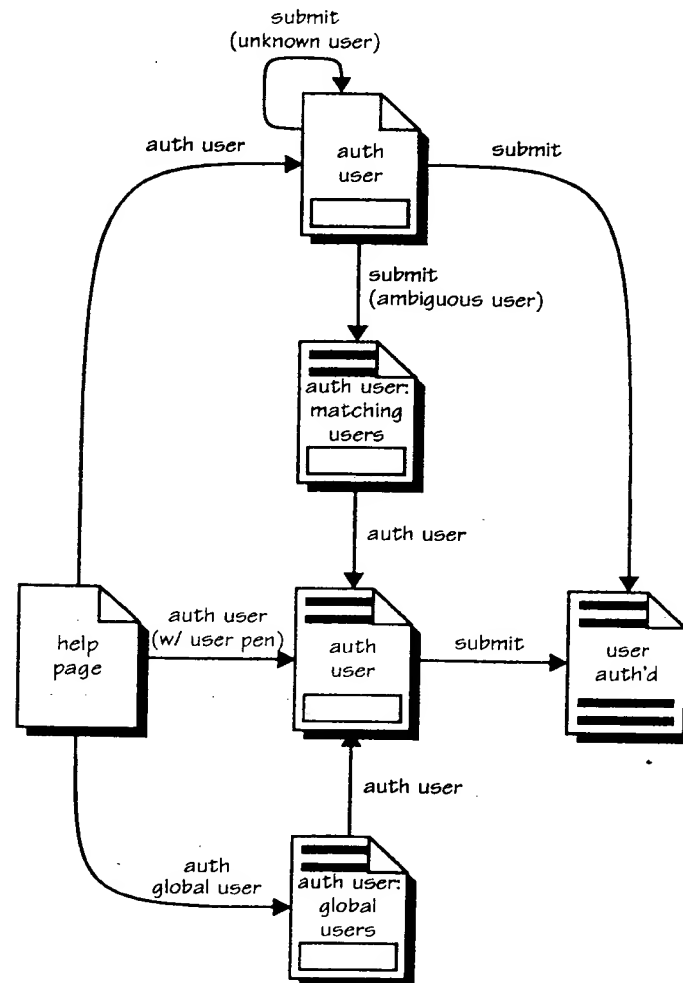 submit
(unknown user)
auth user
auth
user
submit
submit
(ambiguous user)
auth user:
matching
users
auth user
help
page
auth user
(w/ user pen)
auth
user
submit
user
auth'd
auth user
auth
global user
auth user:
global
users